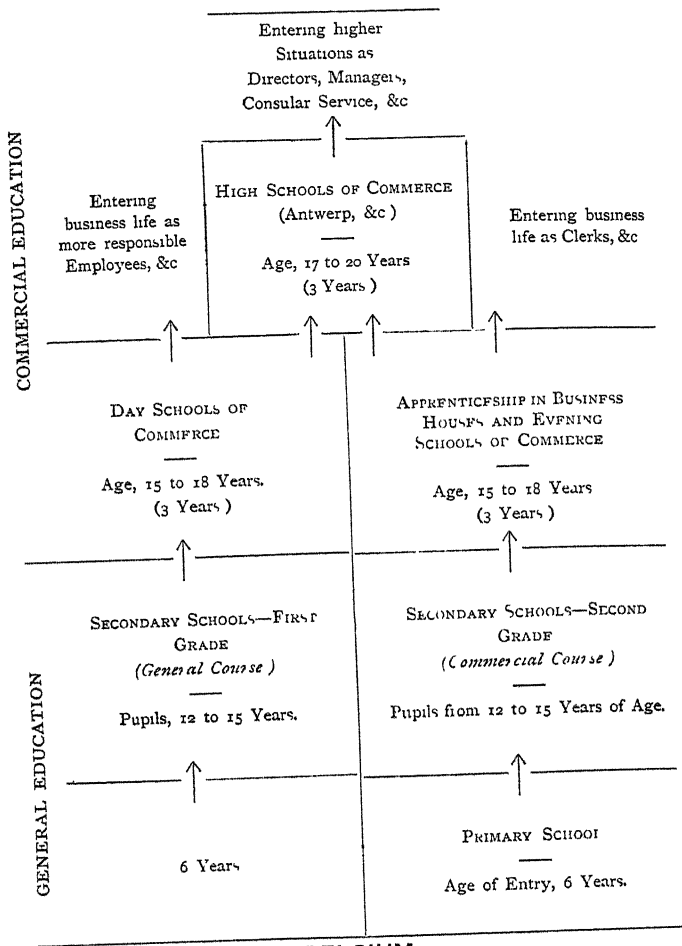 Entering higher
Situations as
Directors, Managers,
Consular Service, &c
COMMERCIAL EDUCATION
Entering
business life as
more responsible
Employees, &c
HIGH SCHOOLS OF COMMERCE
(Antwerp, &c)
Age, 17 to 20 Years
(3 Years)
Entering business
life as Clerks, &c
DAY SCHOOLS OF
COMMERCE
Age, 15 to 18 Years.
(3 Years)
APPRENTICESHIP IN BUSINESS
HOUSES AND EVENING
SCHOOLS OF COMMERCE
Age, 15 to 18 Years
(3 Years)
GENERAL EDUCATION
SECONDARY SCHOOLS—FIRST
GRADE
(General Course)
Pupils, 12 to 15 Years.
SECONDARY SCHOOLS—SECOND
GRADE
(Commercial Course)
Pupils from 12 to 15 Years of Age.
6 Years
PRIMARY SCHOOL
Age of Entry, 6 Years.